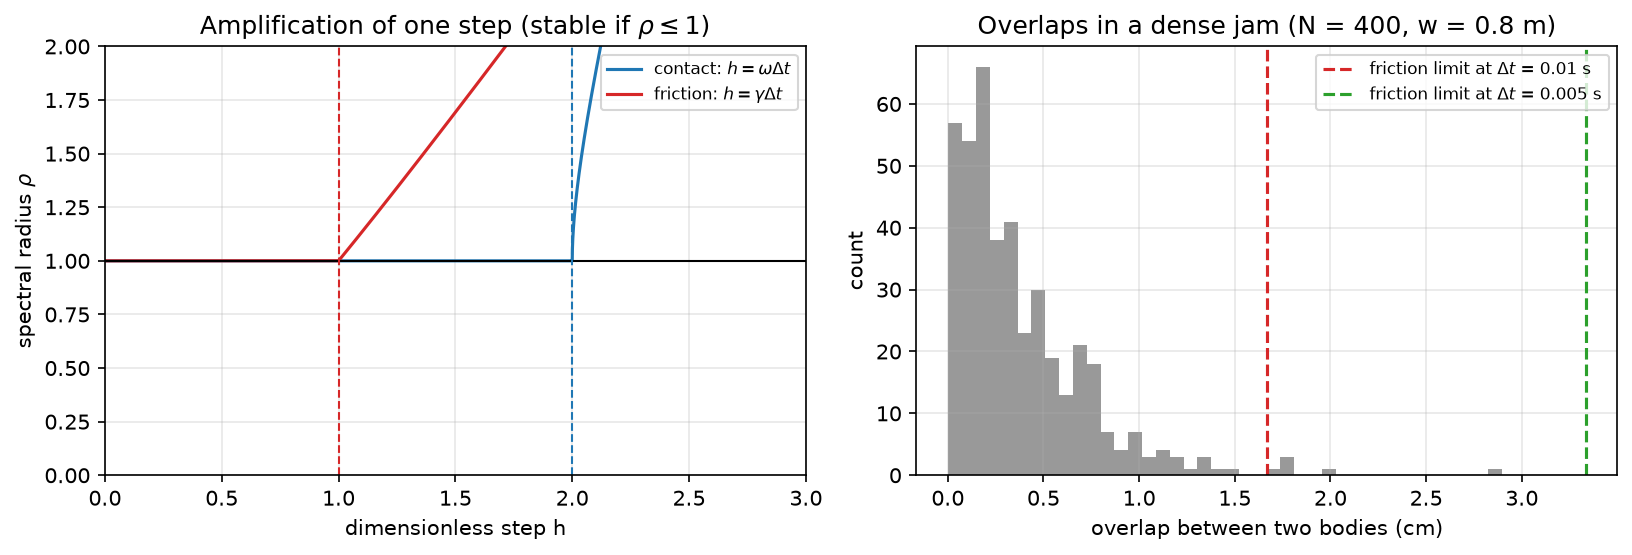 Amplification of one step (stable if ρ ≤ 1)
2.00
1.75
1.50
1.25
1.00
0.75
0.50
0.25
0.00
spectral radius ρ
contact: h = ωΔt
friction: h = γΔt
0.0 0.5 1.0 1.5 2.0 2.5 3.0
dimensionless step h
Overlaps in a dense jam (N = 400, w = 0.8 m)
60
50
40
30
20
10
0
count
friction limit at Δt = 0.01 s
friction limit at Δt = 0.005 s
0.0 0.5 1.0 1.5 2.0 2.5 3.0
overlap between two bodies (cm)